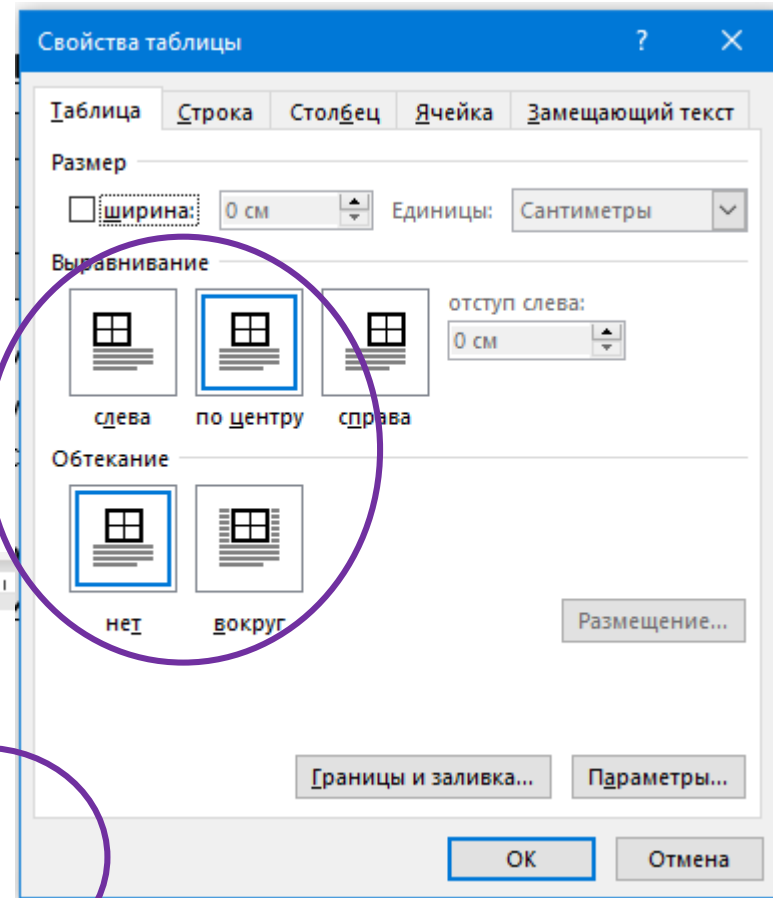 Свойства таблицы ? ×
Таблица Строка Столбец Ячейка Замещающий текст
Размер
ширина: 0 см Единицы: Сантиметры
Выравнивание
отступ слева:
0 см
слева по центру справа
Обтекание
нет вокруг
Размещение...
Границы и заливка... Параметры...
ОК Отмена